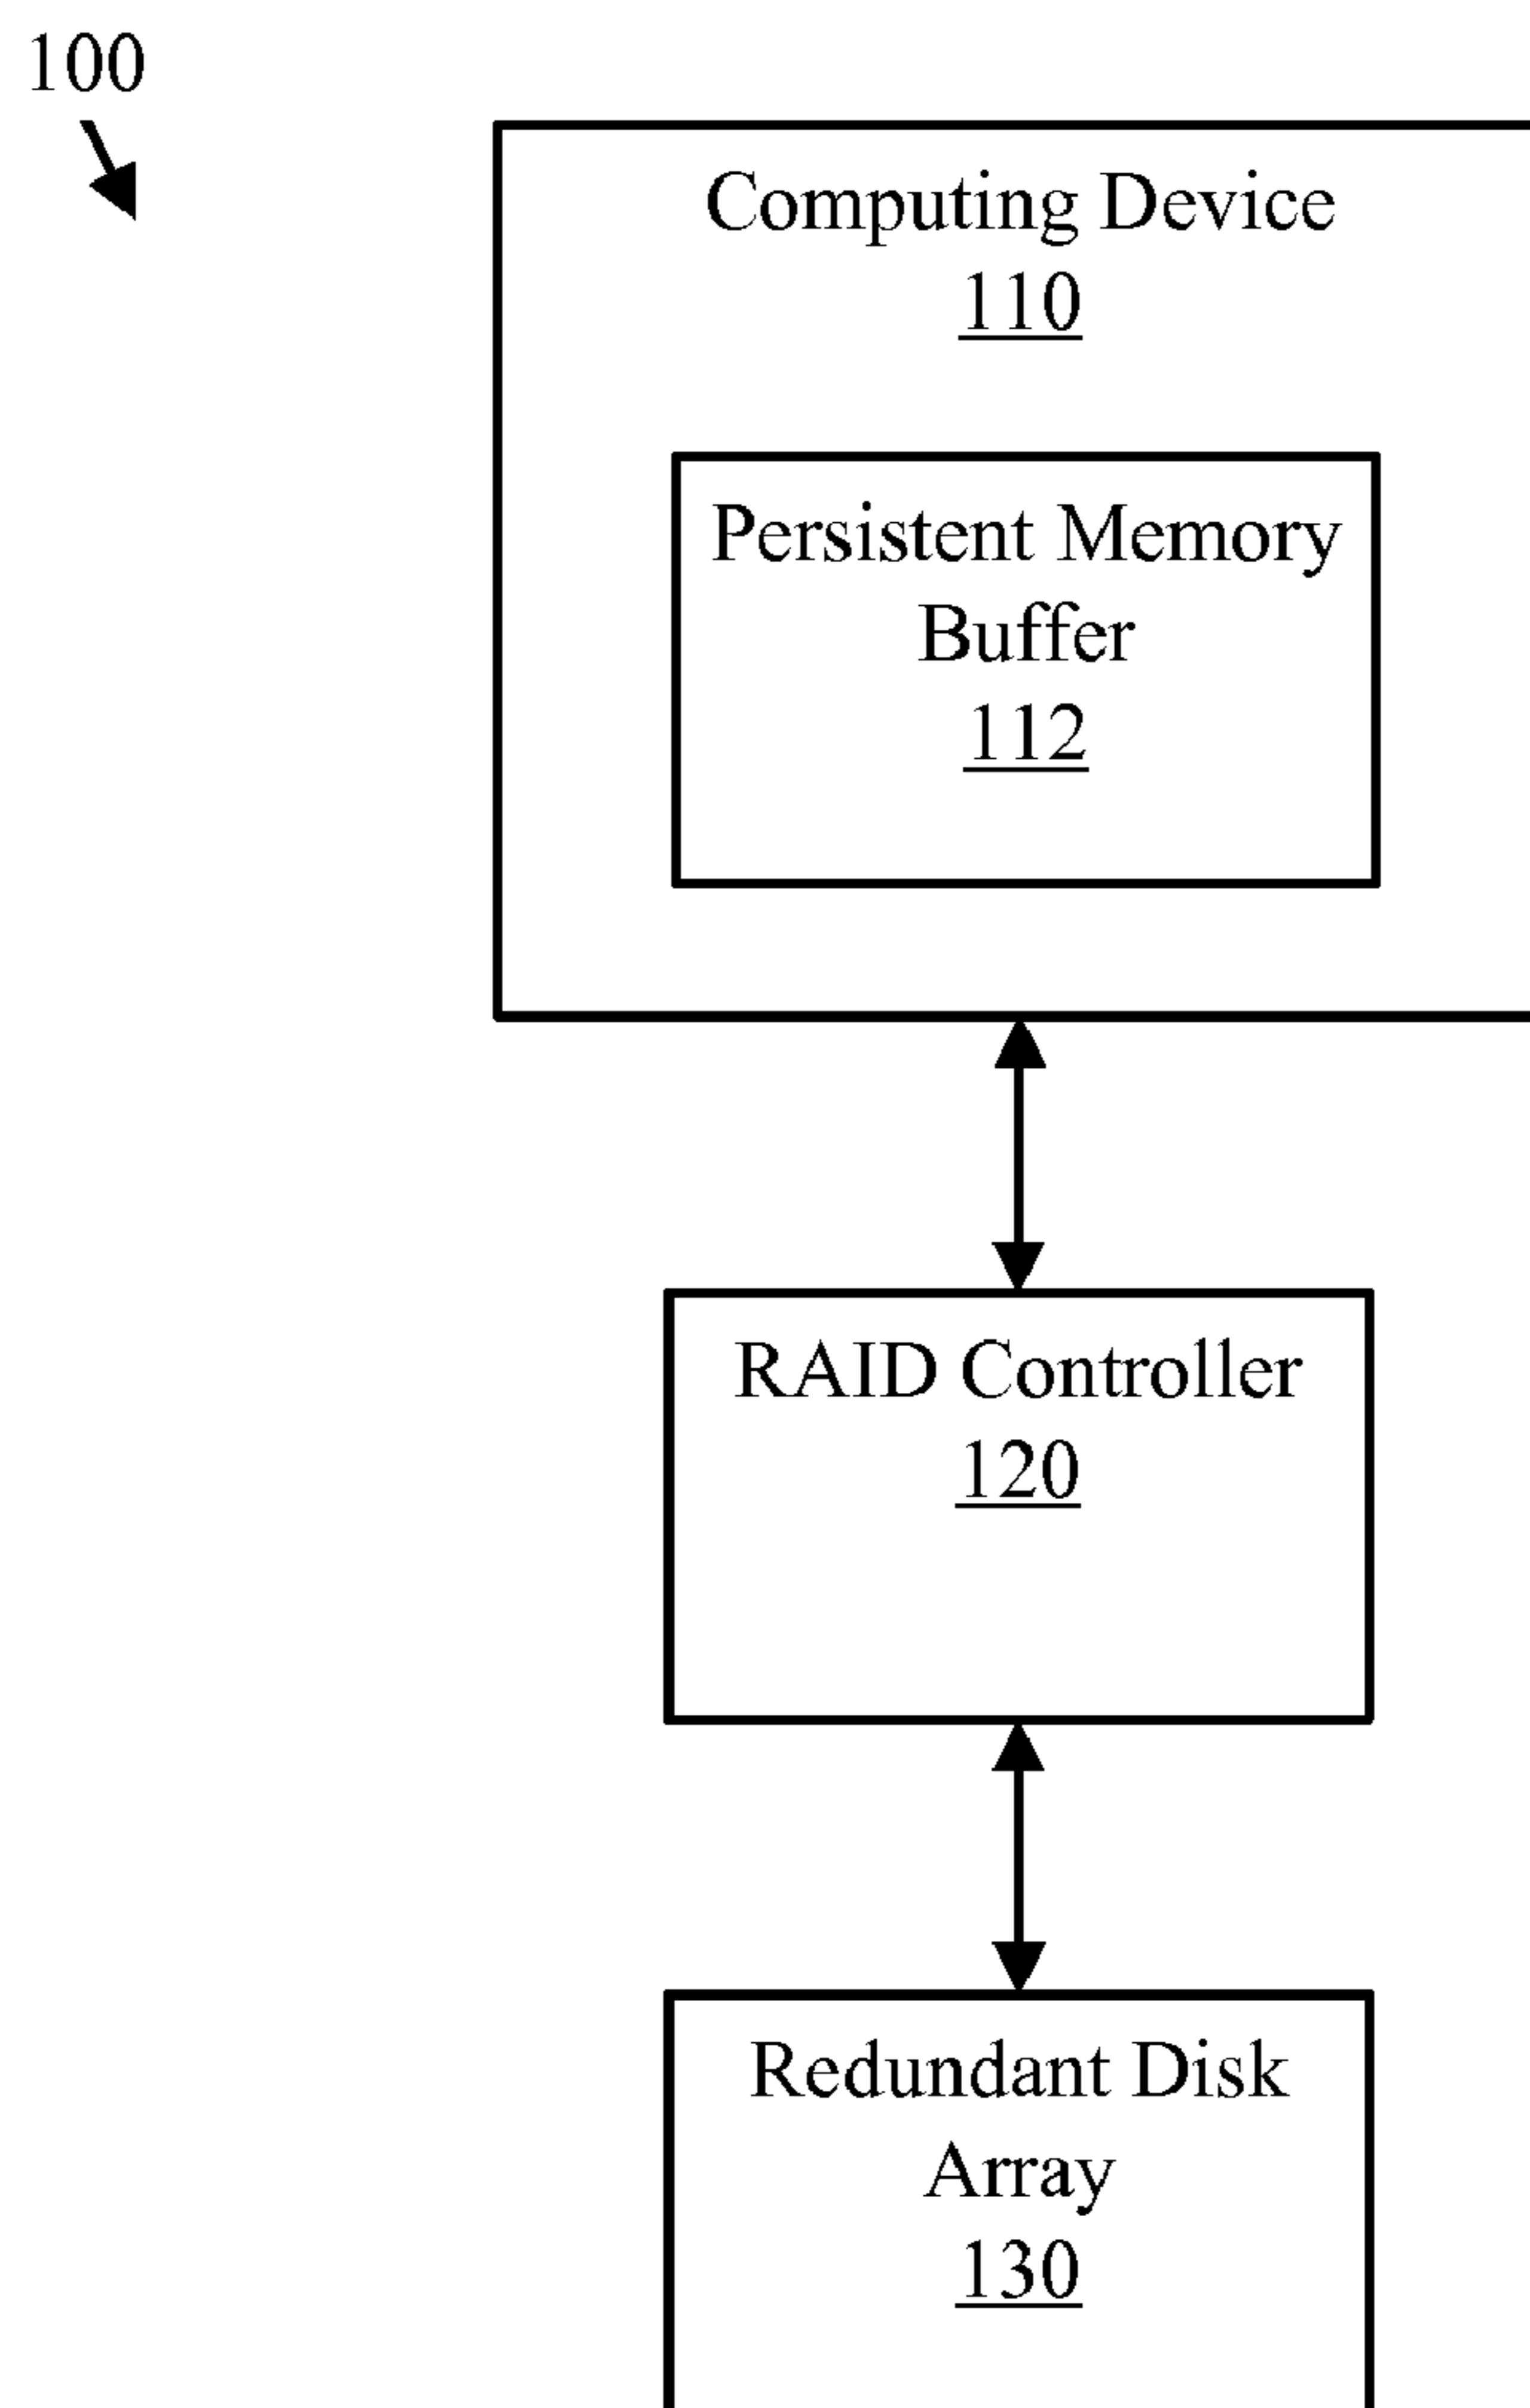 100
Computing Device
110
Persistent Memory
Buffer
112
RAID Controller
120
Redundant Disk
Array
130